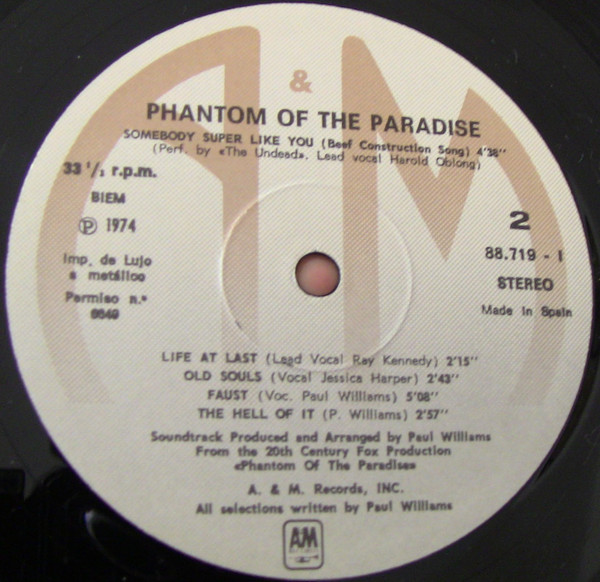 &
PHANTOM OF THE PARADISE
SOMEBODY SUPER LIKE YOU (Beef Construction Song) 4'38"
(Perf. by «The Undead». Lead vocal Harold Oblong)
33 1/3 r.p.m.
BIEM
℗ 1974
Imp. de Lujo
s metálico
Permiso n.º
6649
2
88.719 - I
STEREO
Made in Spain
LIFE AT LAST (Lead Vocal Ray Kennedy) 2'15"
OLD SOULS (Vocal Jessica Harper) 2'43"
FAUST (Voc. Paul Williams) 5'08"
THE HELL OF IT (P. Williams) 2'57"
Soundtrack Produced and Arranged by Paul Williams
From the 20th Century Fox Production
«Phantom Of The Paradise»
A. & M. Records, INC.
All selections written by Paul Williams
AM